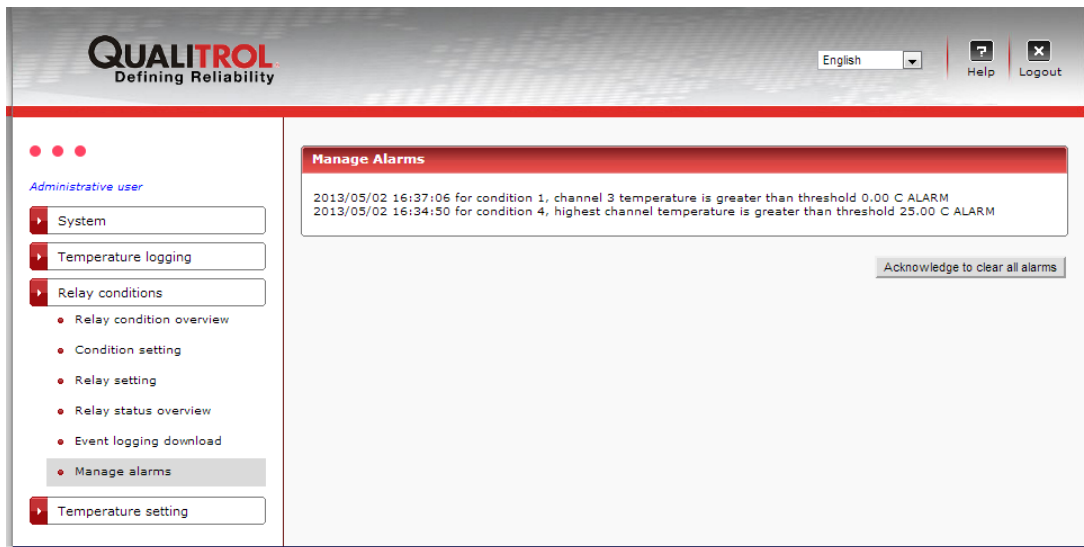 QUALITROL
Defining Reliability
English
Help
Logout
Administrative user
System
Temperature logging
Relay conditions
Relay condition overview
Condition setting
Relay setting
Relay status overview
Event logging download
Manage alarms
Temperature setting
Manage Alarms
2013/05/02 16:37:06 for condition 1, channel 3 temperature is greater than threshold 0.00 C ALARM
2013/05/02 16:34:50 for condition 4, highest channel temperature is greater than threshold 25.00 C ALARM
Acknowledge to clear all alarms